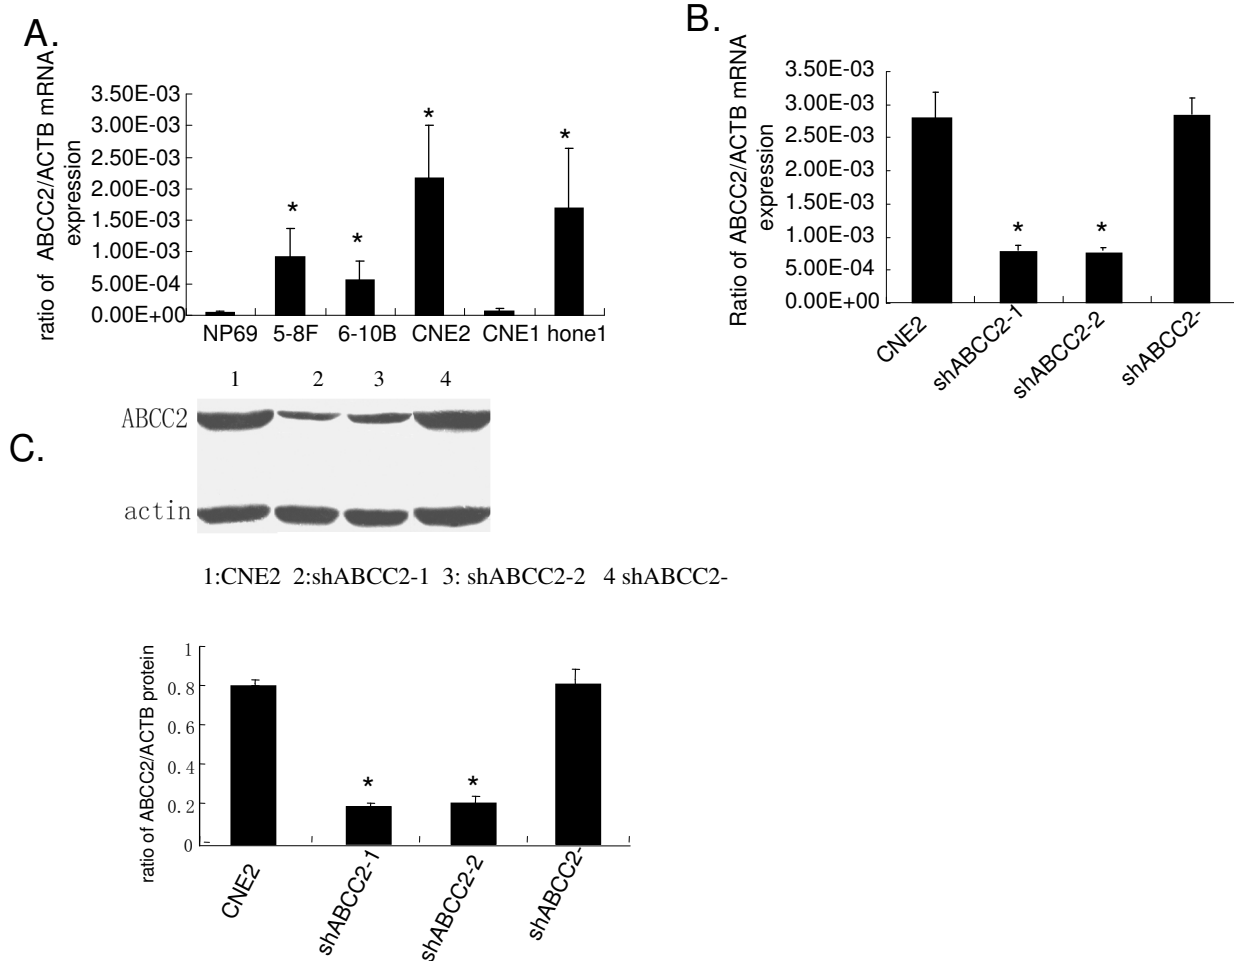 A.
ratio of ABCC2/ACTB mRNA
expression
3.50E-03
3.00E-03
2.50E-03
2.00E-03
1.50E-03
1.00E-03
5.00E-04
0.00E+00
* * * *
NP69 5-8F 6-10B CNE2 CNE1 hone1
B.
Ratio of ABCC2/ACTB mRNA
expression
3.50E-03
3.00E-03
2.50E-03
2.00E-03
1.50E-03
1.00E-03
5.00E-04
0.00E+00
* *
CNE2 shABCC2-1 shABCC2-2 shABCC2-
C.
1 2 3 4
ABCC2
actin
1:CNE2 2:shABCC2-1 3: shABCC2-2 4 shABCC2-
ratio of ABCC2/ACTB protein
1
0.8
0.6
0.4
0.2
0
* *
CNE2 shABCC2-1 shABCC2-2 shABCC2-